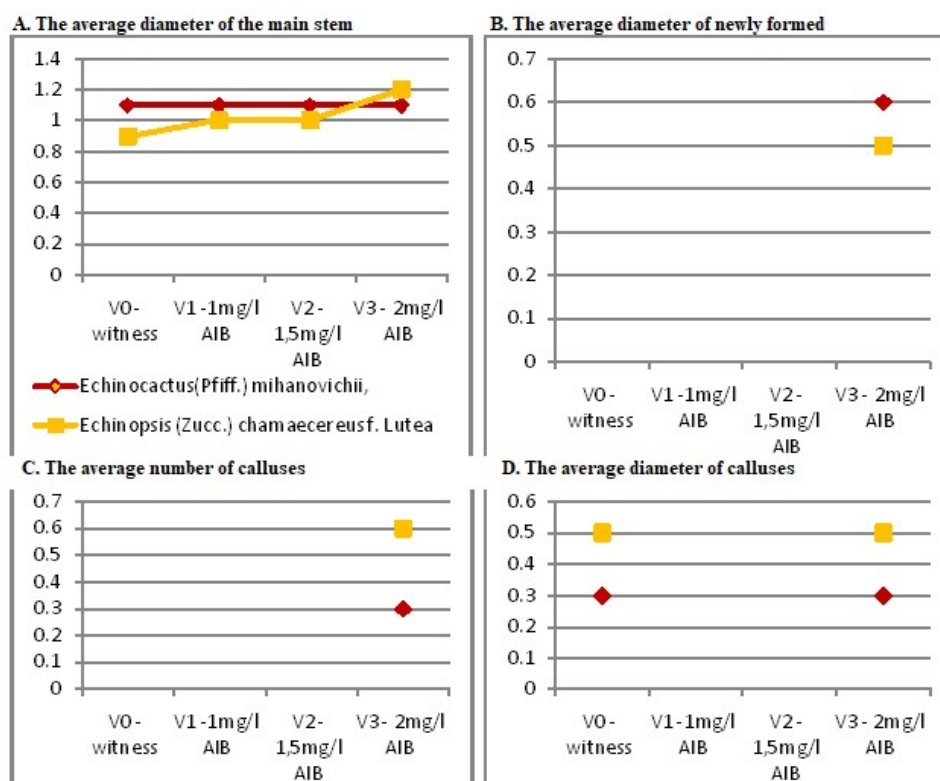 A. The average diameter of the main stem
1.4
1.2
1
0.8
0.6
0.4
0.2
0
V0- witness
V1-1mg/l AIB
V2- 1,5mg/l AIB
V3- 2mg/l AIB
Echinocactus(Pfiff.) mihanovichii,
Echinopsis (Zucc.) chamaecereusf. Lutea
B. The average diameter of newly formed
0.7
0.6
0.5
0.4
0.3
0.2
0.1
0
V0- witness
V1-1mg/l AIB
V2- 1,5mg/l AIB
V3- 2mg/l AIB
C. The average number of calluses
0.7
0.6
0.5
0.4
0.3
0.2
0.1
0
V0- witness
V1-1mg/l AIB
V2- 1,5mg/l AIB
V3- 2mg/l AIB
D. The average diameter of calluses
0.6
0.5
0.4
0.3
0.2
0.1
0
V0- witness
V1-1mg/l AIB
V2- 1,5mg/l AIB
V3- 2mg/l AIB